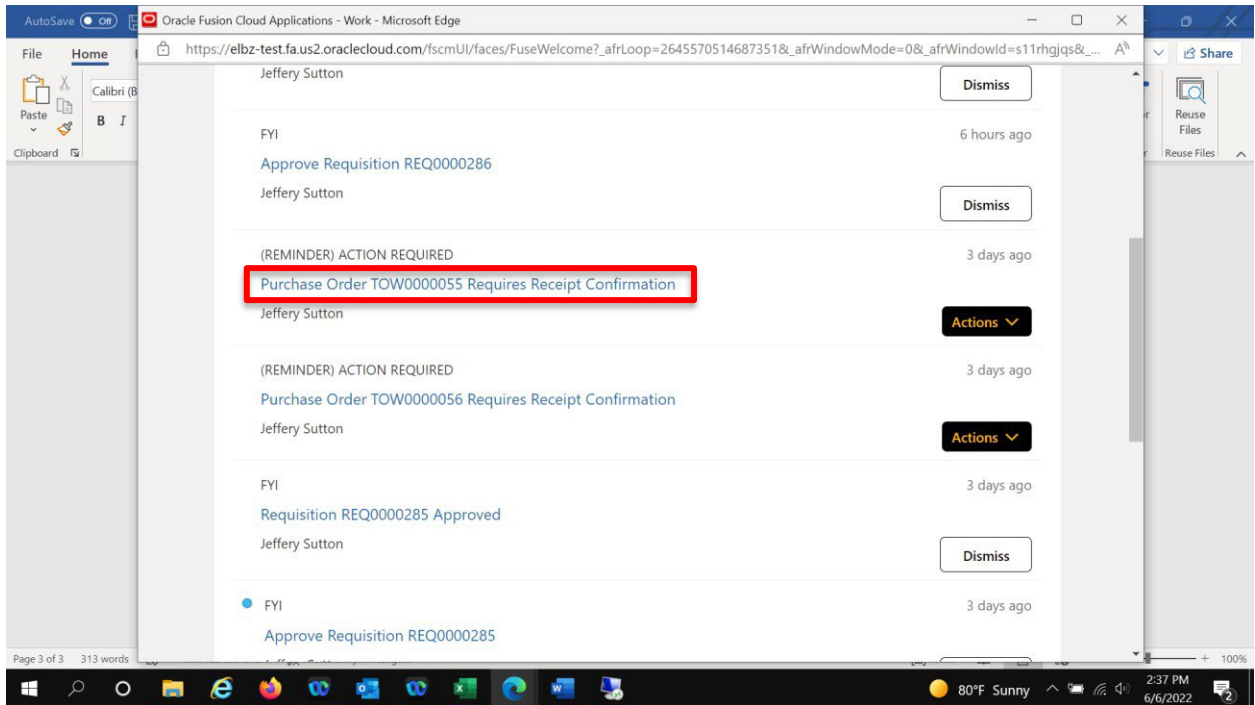 AutoSave Off
Oracle Fusion Cloud Applications - Work - Microsoft Edge
File Home
https://elbz-test.fa.us2.oraclecloud.com/fscmUI/faces/FuseWelcome?_afrLoop=2645570514687351&_afrWindowMode=0&_afrWindowId=s11rhgjqs&_...
Share
Paste
Calibri (B
B I
Clipboard
Reuse
Files
Reuse Files
Jeffery Sutton
Dismiss
FYI 6 hours ago
Approve Requisition REQ0000286
Jeffery Sutton
Dismiss
(REMINDER) ACTION REQUIRED 3 days ago
Purchase Order TOW0000055 Requires Receipt Confirmation
Jeffery Sutton
Actions
(REMINDER) ACTION REQUIRED 3 days ago
Purchase Order TOW0000056 Requires Receipt Confirmation
Jeffery Sutton
Actions
FYI 3 days ago
Requisition REQ0000285 Approved
Jeffery Sutton
Dismiss
FYI 3 days ago
Approve Requisition REQ0000285
Page 3 of 3 313 words
100%
80°F Sunny
2:37 PM
6/6/2022
2